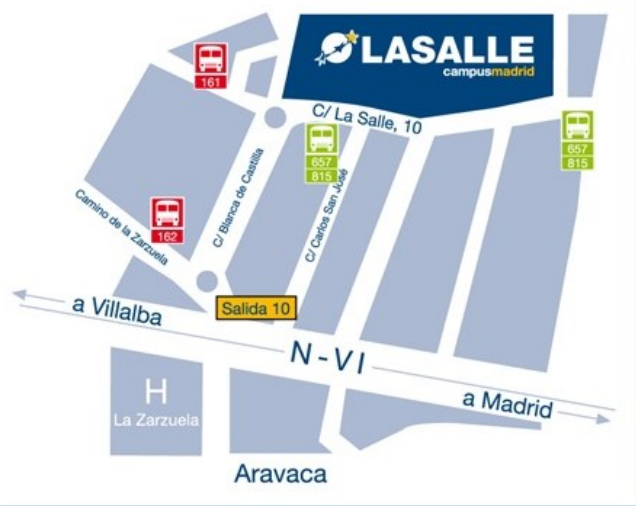 LASALLE
campusmadrid
161
C/ La Salle, 10
657
815
657
815
C/ Blanca de Castilla
C/ Carlos San José
162
Camino de la Zarzuela
Salida 10
a Villalba
N-VI
a Madrid
H
La Zarzuela
Aravaca